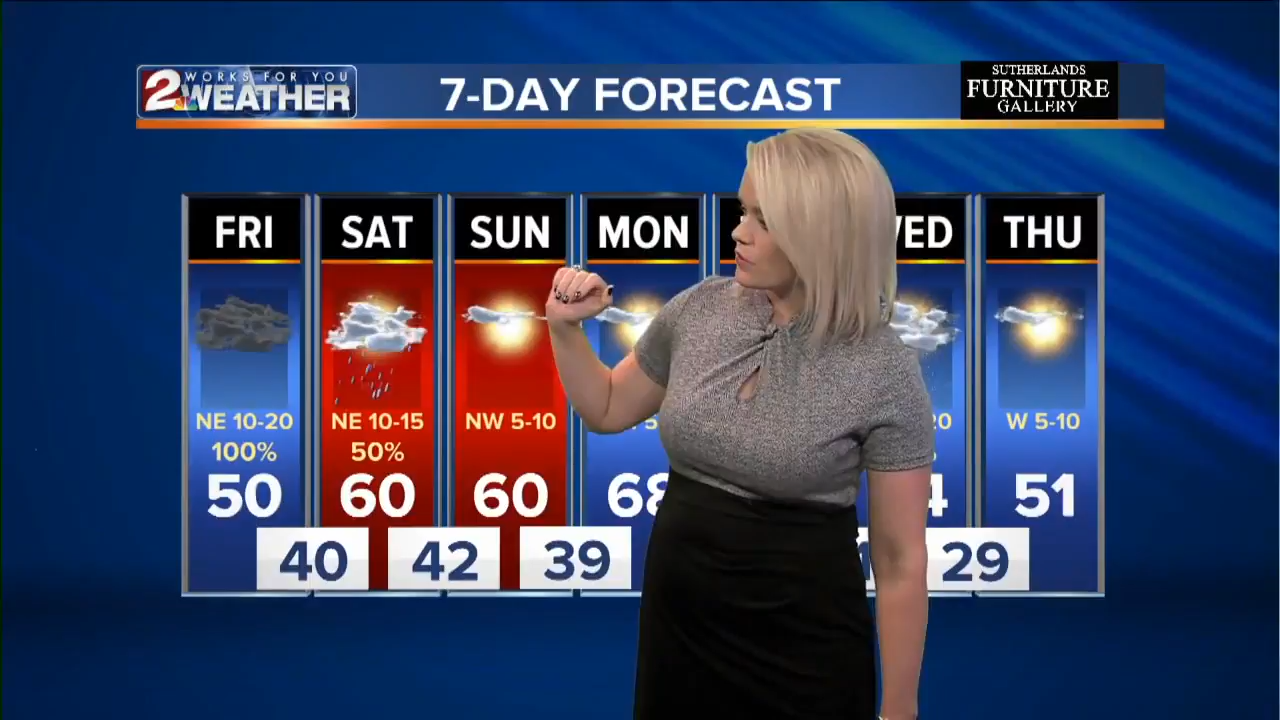 2 WORKS FOR YOU
WEATHER
7-DAY FORECAST
SUTHERLANDS
FURNITURE
GALLERY
FRI SAT SUN MON THU
NE 10-20 NE 10-15 NW 5-10 W 5-10
100% 50%
50 60 60 51
40 42 39 29